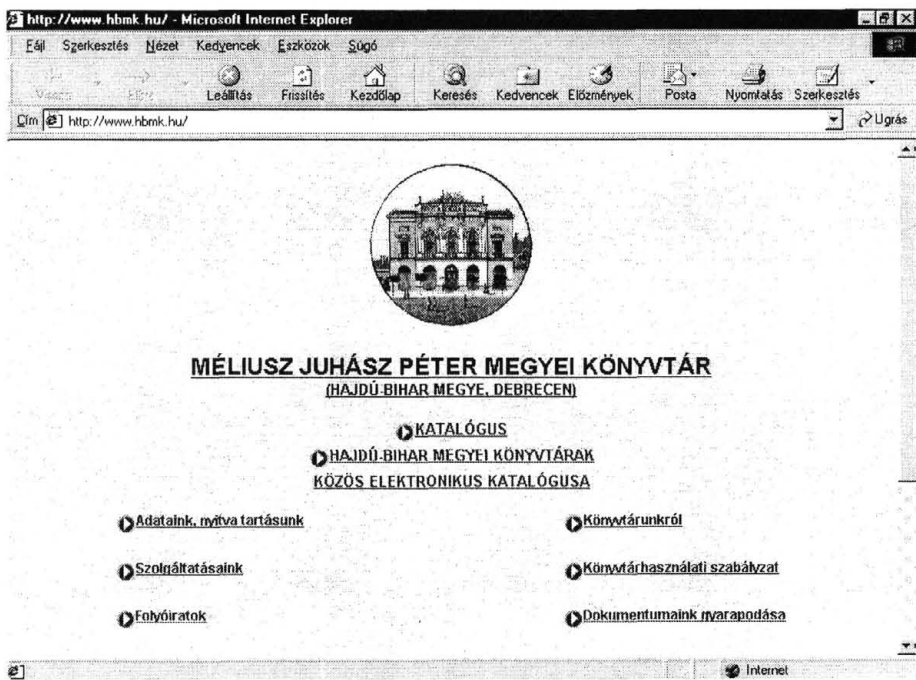 http://www.hbmk.hu/ - Microsoft Internet Explorer
Fájl Szerkesztés Nézet Kedvencek Eszközök Súgó
Vissza Leállítás Frissítés Kezdőlap Keresés Kedvencek Előzmények Posta Nyomtatás Szerkesztés
Cím http://www.hbmk.hu/ Ugrás
MÉLIUSZ JUHÁSZ PÉTER MEGYEI KÖNYVTÁR
(HAJDÚ-BIHAR MEGYE, DEBRECEN)
KATALÓGUS
HAJDÚ-BIHAR MEGYEI KÖNYVTÁRAK
KÖZÖS ELEKTRONIKUS KATALÓGUSA
Adataink, nyitva tartásunk Könyvtárunkról
Szolgáltatásaink Könyvtárhasználati szabályzat
Folyóiratok Dokumentumaink gyarapodása
Internet